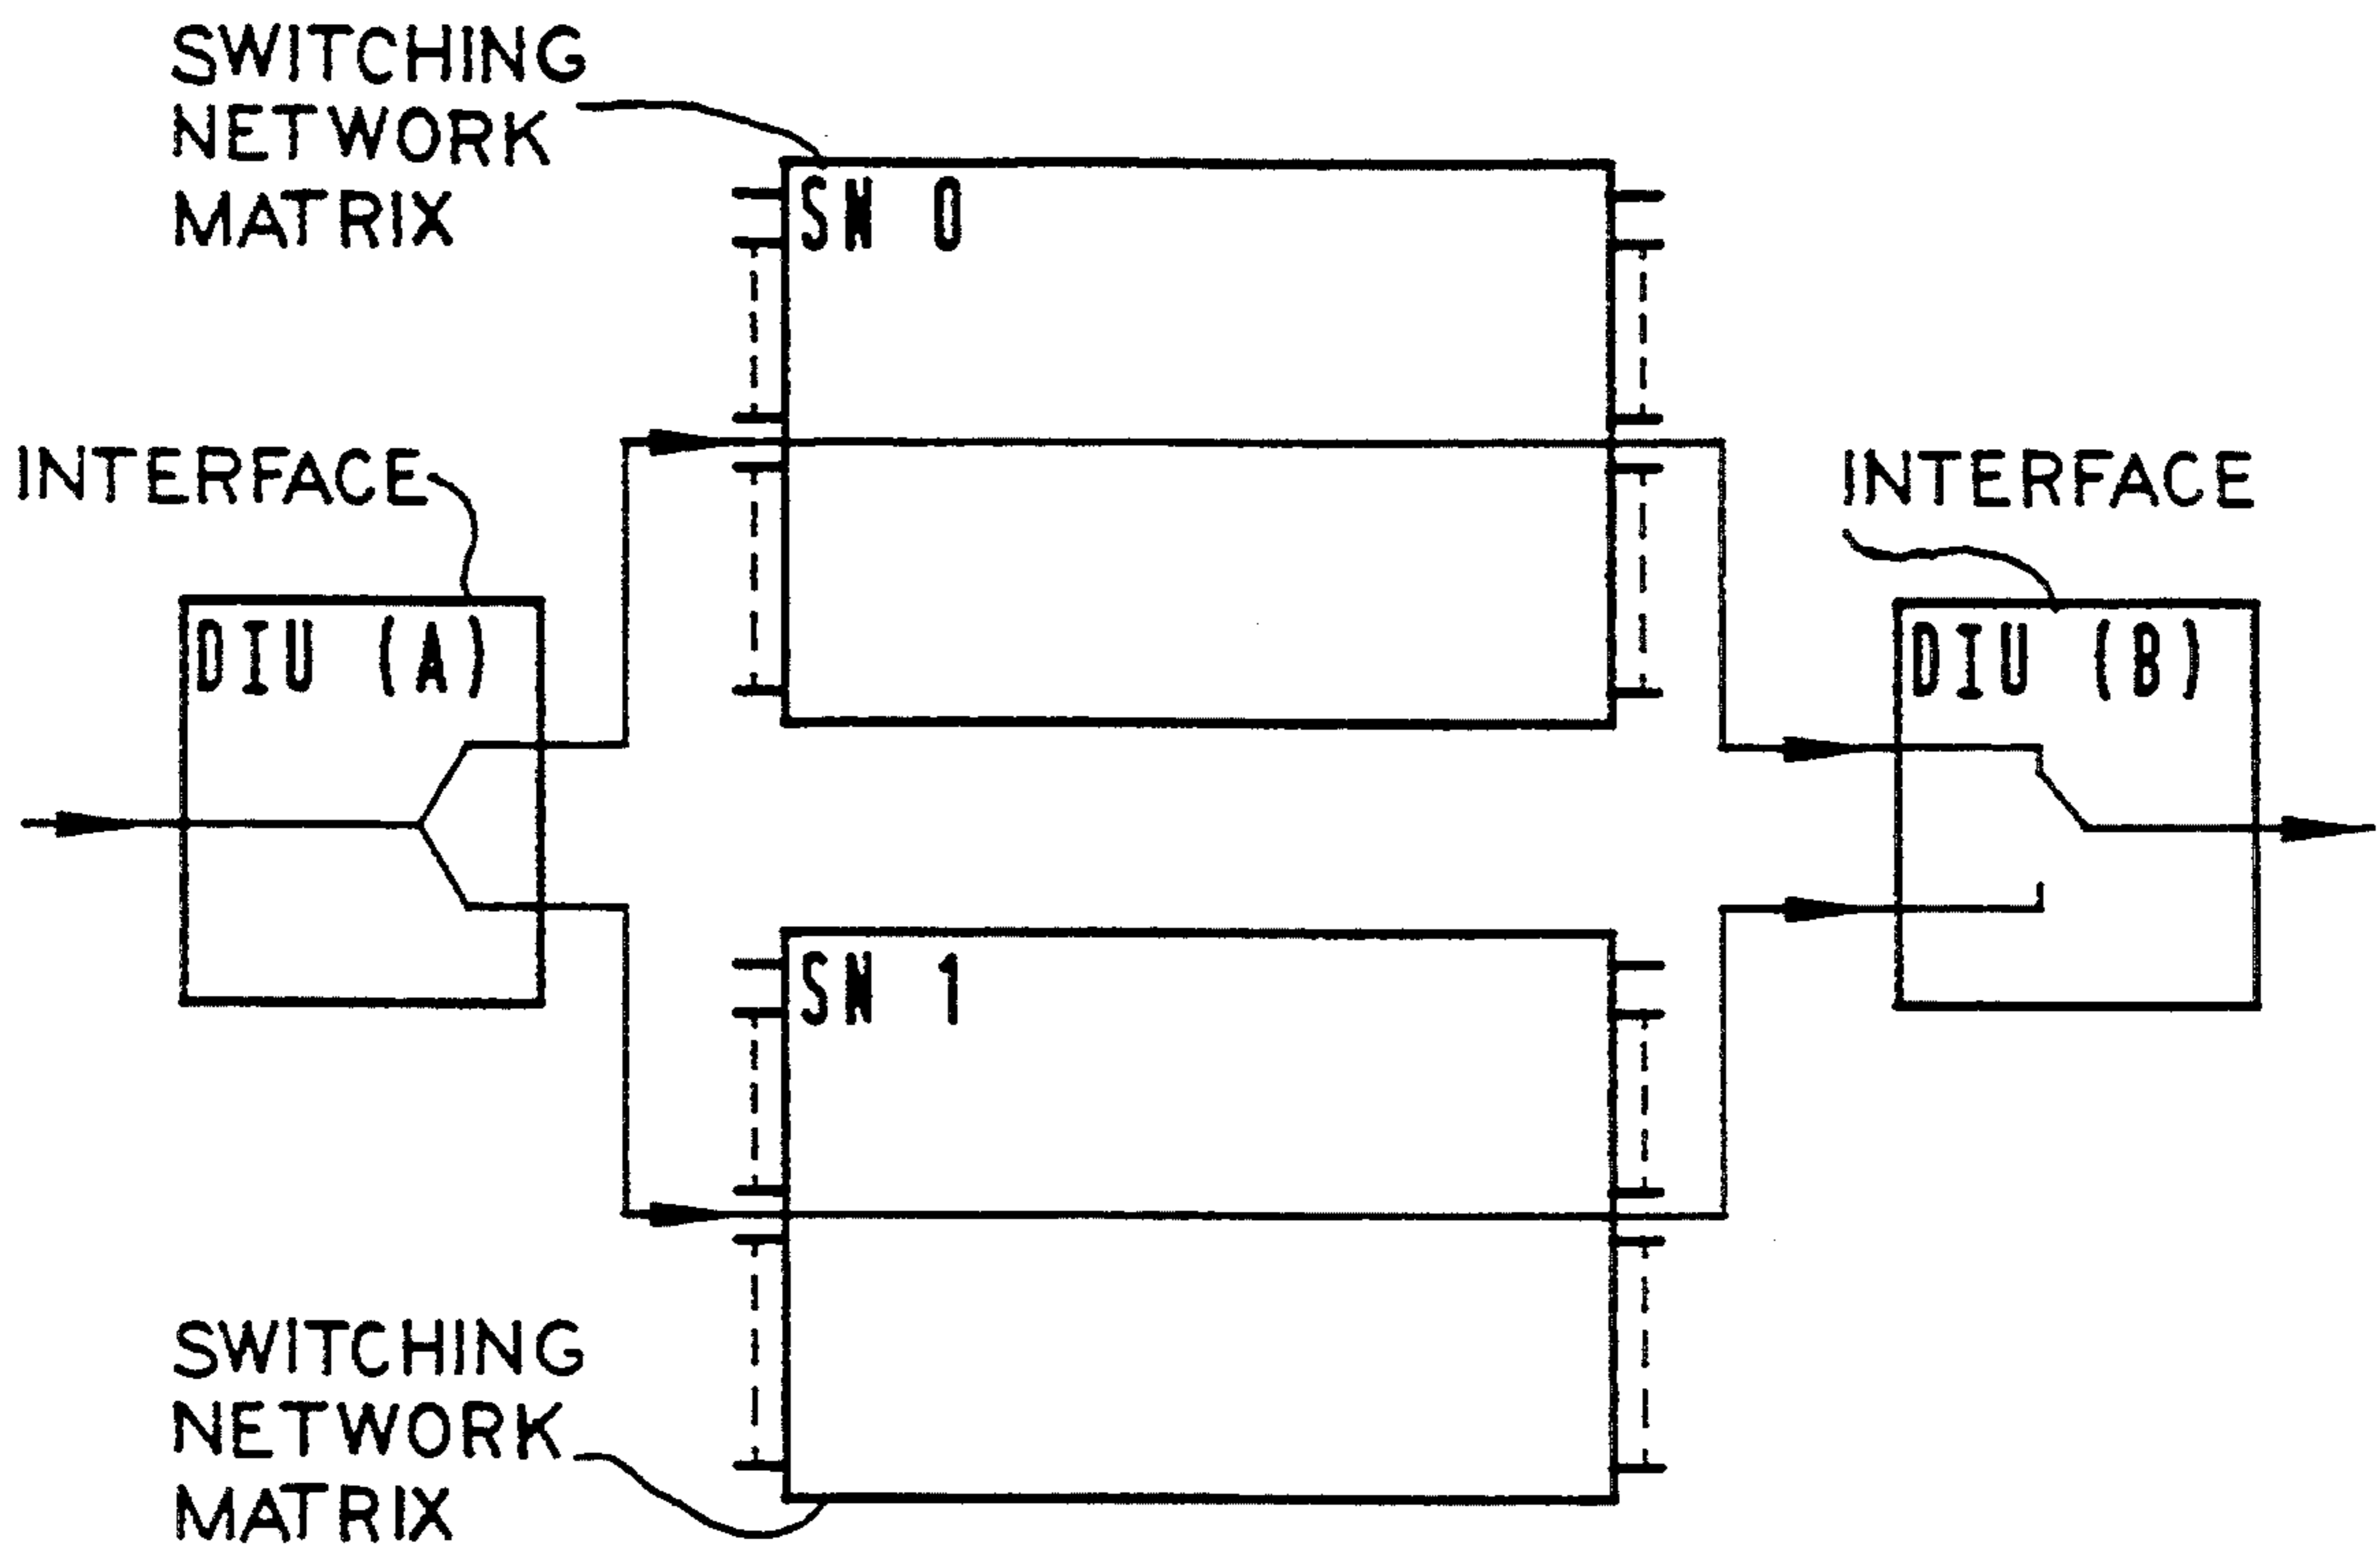 SWITCHING
NETWORK
MATRIX
SN 0
INTERFACE
INTERFACE
DIU (A)
DIU (B)
SN 1
SWITCHING
NETWORK
MATRIX